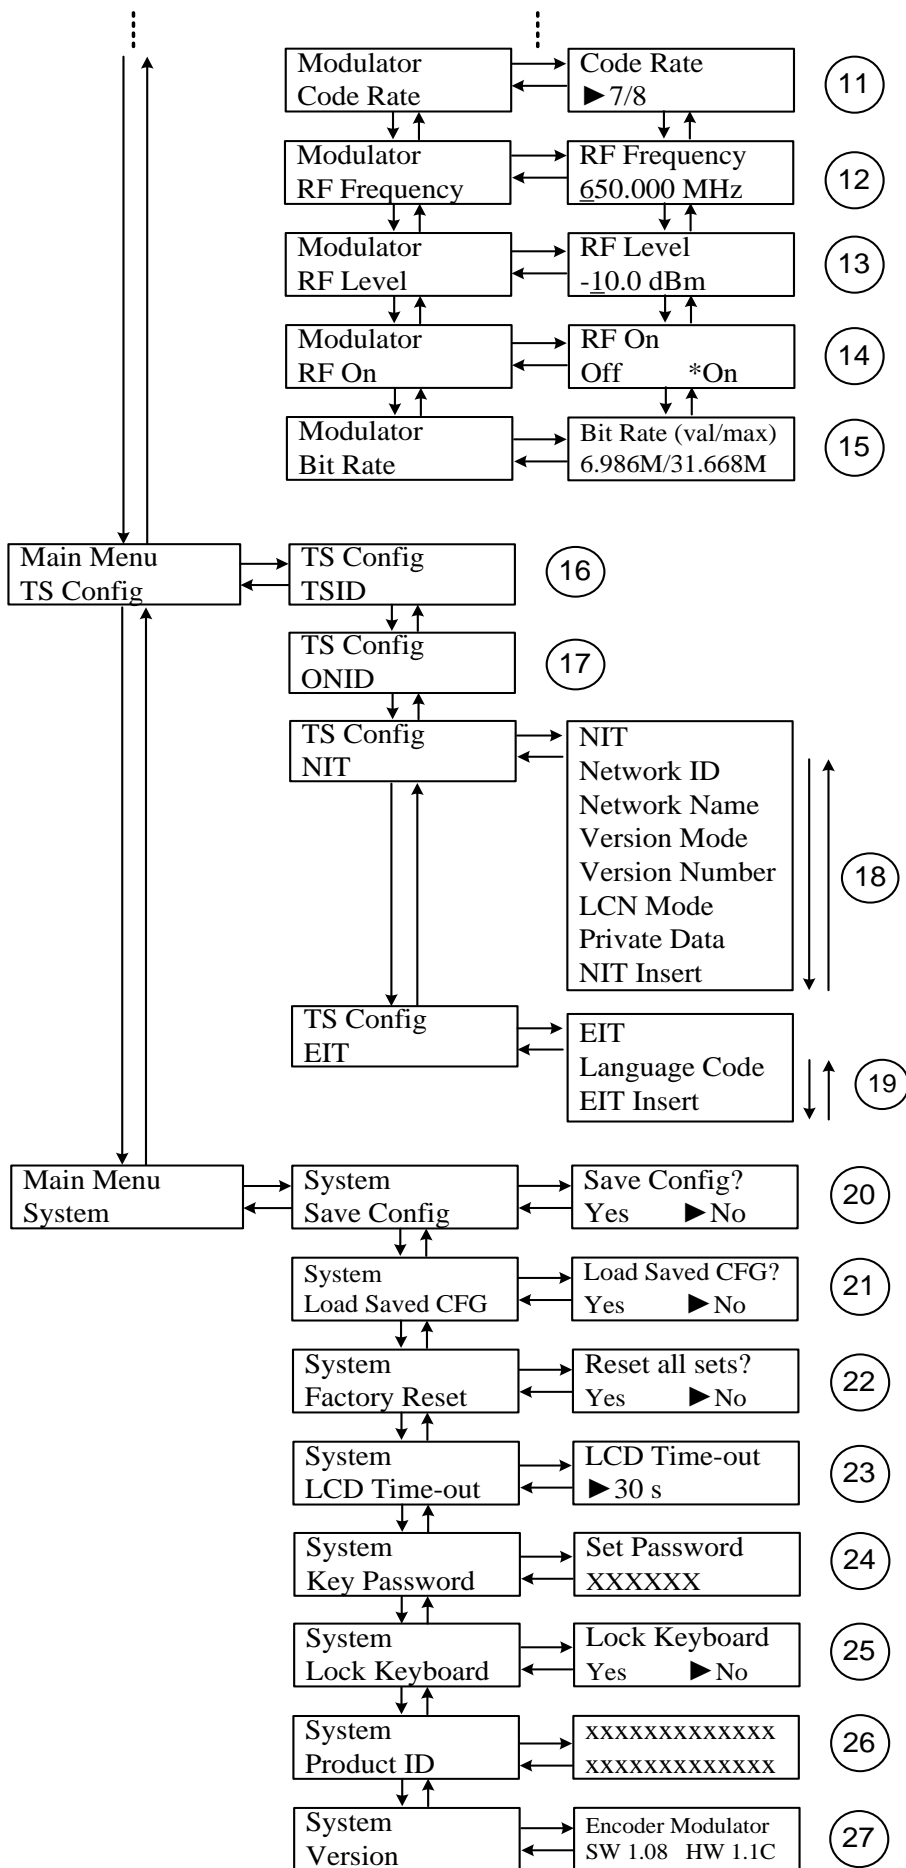 Modulator
Code Rate
Code Rate
►7/8
11
Modulator
RF Frequency
RF Frequency
650.000 MHz
12
Modulator
RF Level
RF Level
-10.0 dBm
13
Modulator
RF On
RF On
Off *On
14
Modulator
Bit Rate
Bit Rate (val/max)
6.986M/31.668M
15
Main Menu
TS Config
TS Config
TSID
16
TS Config
ONID
17
TS Config
NIT
NIT
Network ID
Network Name
Version Mode
Version Number
LCN Mode
Private Data
NIT Insert
18
TS Config
EIT
EIT
Language Code
EIT Insert
19
Main Menu
System
System
Save Config
Save Config?
Yes ►No
20
System
Load Saved CFG
Load Saved CFG?
Yes ►No
21
System
Factory Reset
Reset all sets?
Yes ►No
22
System
LCD Time-out
LCD Time-out
►30 s
23
System
Key Password
Set Password
XXXXXX
24
System
Lock Keyboard
Lock Keyboard
Yes ►No
25
System
Product ID
xxxxxxxxxxxxx
xxxxxxxxxxxxx
26
System
Version
Encoder Modulator
SW 1.08 HW 1.1C
27